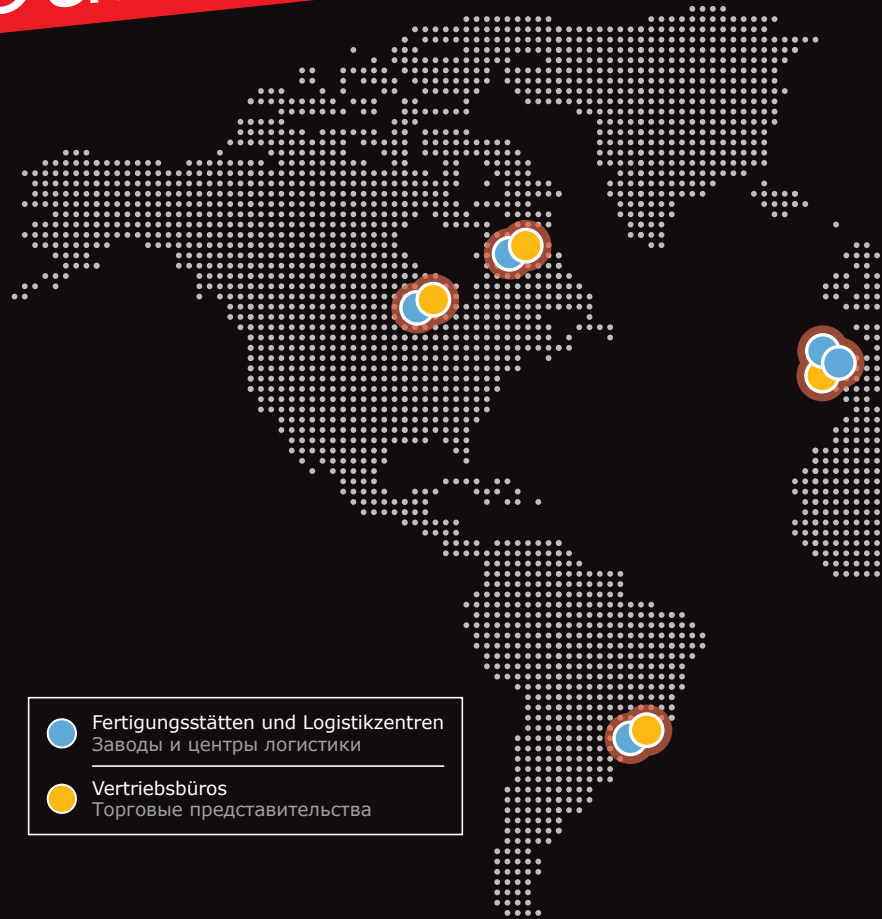 Fertigungsstätten und Logistikzentren
Заводы и центры логистики
Vertriebsbüros
Торговые представительства